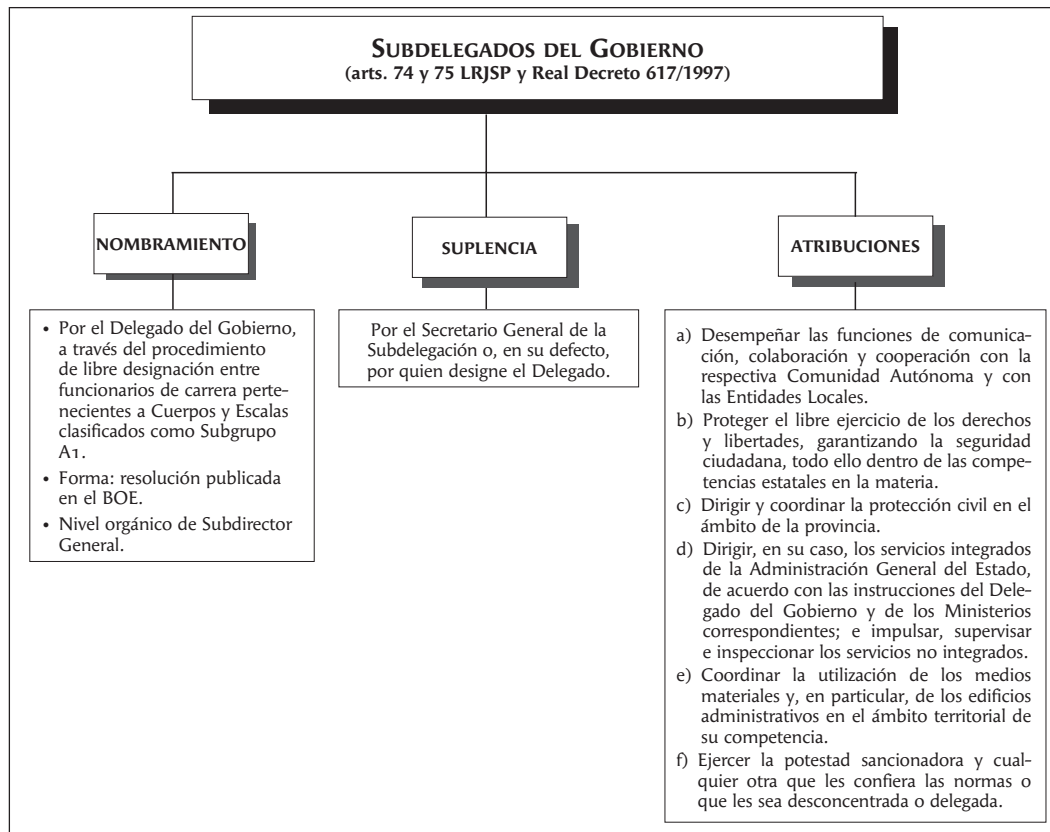 SUBDELEGADOS DEL GOBIERNO
(arts. 74 y 75 LRJSP y Real Decreto 617/1997)
NOMBRAMIENTO
• Por el Delegado del Gobierno,
a través del procedimiento
de libre designación entre
funcionarios de carrera perte-
necientes a Cuerpos y Escalas
clasificados como Subgrupo
A1.
• Forma: resolución publicada
en el BOE.
• Nivel orgánico de Subdirector
General.
SUPLENCIA
Por el Secretario General de la
Subdelegación o, en su defecto,
por quien designe el Delegado.
ATRIBUCIONES
a) Desempeñar las funciones de comunica-
ción, colaboración y cooperación con la
respectiva Comunidad Autónoma y con
las Entidades Locales.
b) Proteger el libre ejercicio de los derechos
y libertades, garantizando la seguridad
ciudadana, todo ello dentro de las compe-
tencias estatales en la materia.
c) Dirigir y coordinar la protección civil en el
ámbito de la provincia.
d) Dirigir, en su caso, los servicios integrados
de la Administración General del Estado,
de acuerdo con las instrucciones del Dele-
gado del Gobierno y de los Ministerios
correspondientes; e impulsar, supervisar
e inspeccionar los servicios no integrados.
e) Coordinar la utilización de los medios
materiales y, en particular, de los edificios
administrativos en el ámbito territorial de
su competencia.
f) Ejercer la potestad sancionadora y cual-
quier otra que les confiera las normas o
que les sea desconcentrada o delegada.